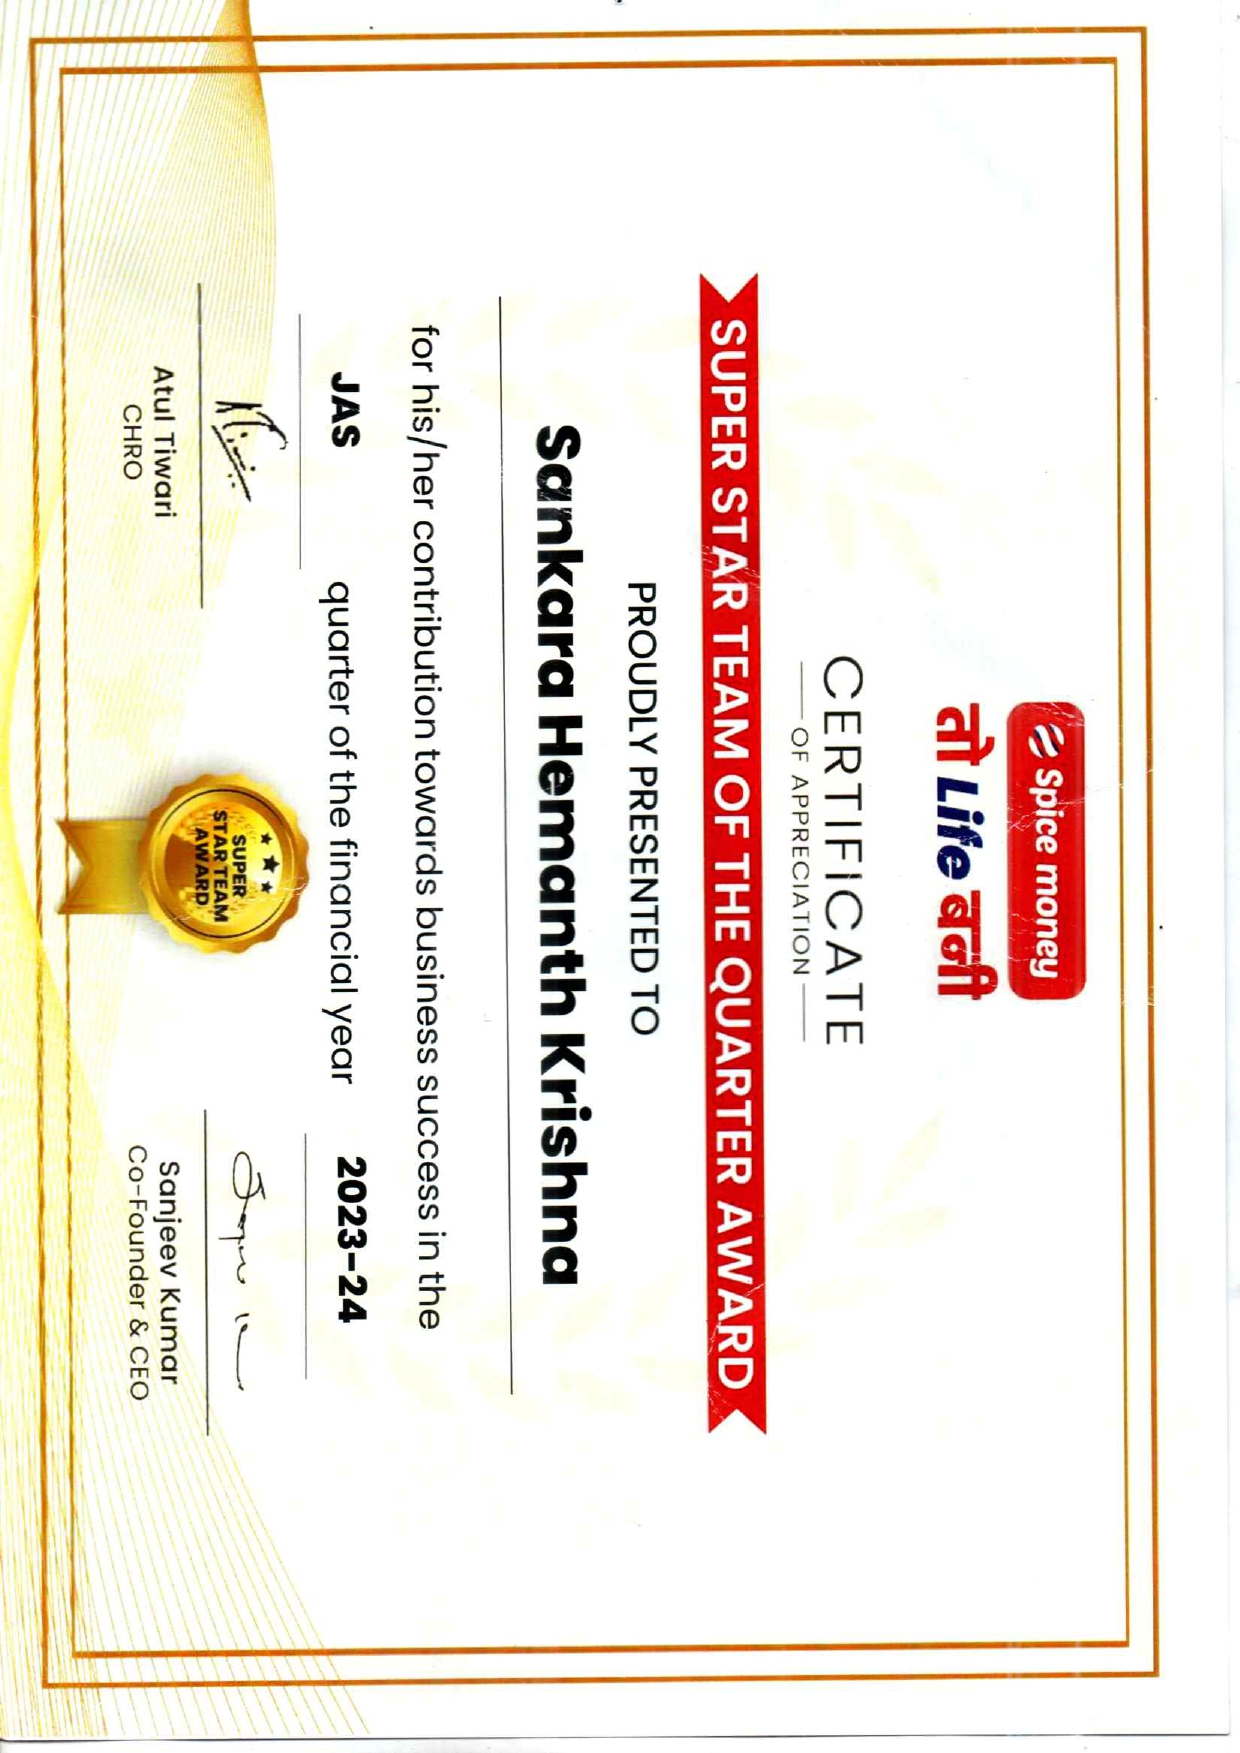 Spice money
तो Life बनी
CERTIFICATE
OF APPRECIATION
SUPER STAR TEAM OF THE QUARTER AWARD
PROUDLY PRESENTED TO
Sankara Hemanth Krishna
for his/her contribution towards business success in the
JAS quarter of the financial year 2023-24
SUPER
STAR TEAM
AWARD
Atul Tiwari
CHRO
Sanjeev Kumar
Co-Founder & CEO